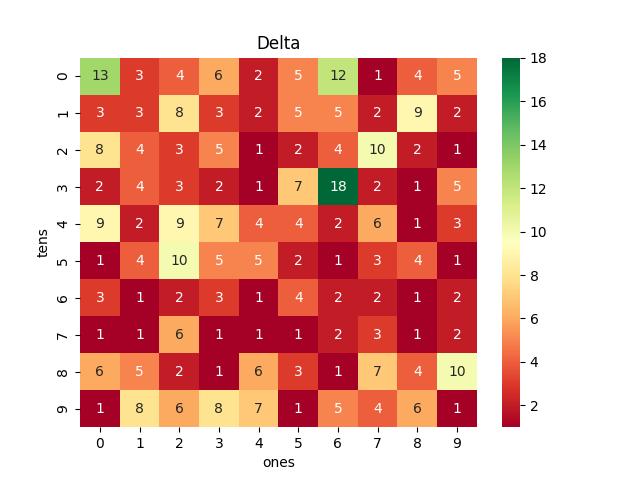 Delta
0 13 3 4 6 2 5 12 1 4 5
1 3 3 8 3 2 5 5 2 9 2
2 8 4 3 5 1 2 4 10 2 1
3 2 4 3 2 1 7 18 2 1 5
4 9 2 9 7 4 4 2 6 1 3
5 1 4 10 5 5 2 1 3 4 1
6 3 1 2 3 1 4 2 2 1 2
7 1 1 6 1 1 1 2 3 1 2
8 6 5 2 1 6 3 1 7 4 10
9 1 8 6 8 7 1 5 4 6 1
0 1 2 3 4 5 6 7 8 9
ones
tens
18
16
14
12
10
8
6
4
2